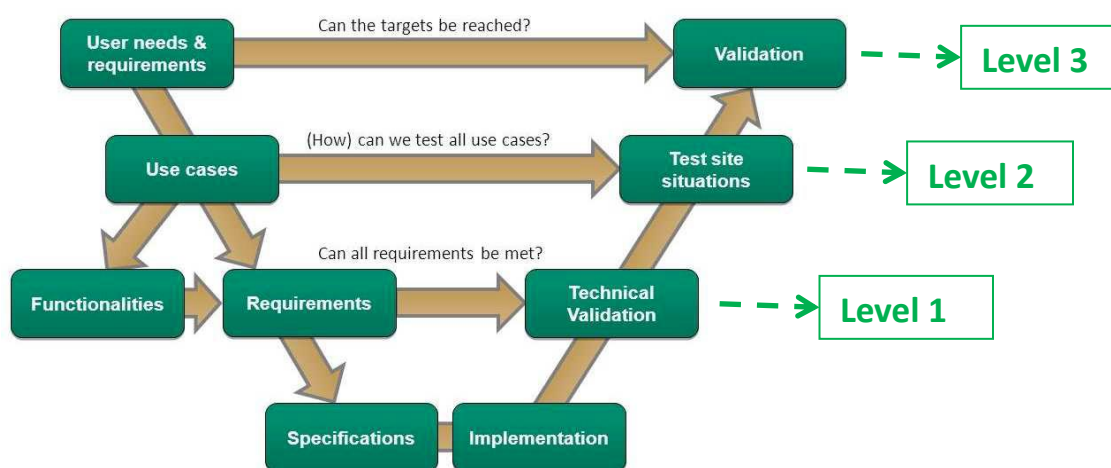 Can the targets be reached?
User needs &
requirements
Validation
Level 3
(How) can we test all use cases?
Use cases
Test site
situations
Level 2
Can all requirements be met?
Functionalities
Requirements
Technical
Validation
Level 1
Specifications
Implementation